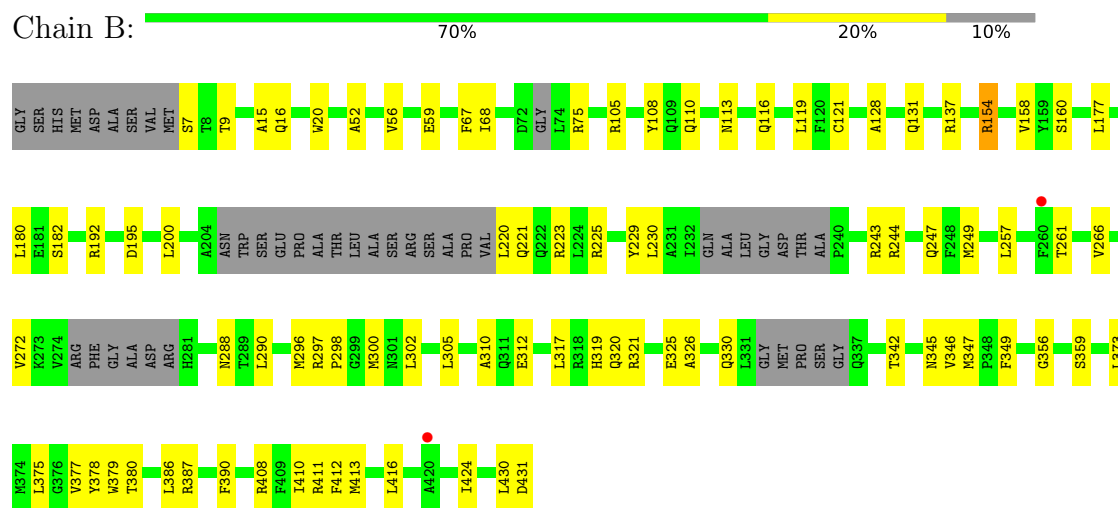 Chain B:
70% 20% 10%
GLY SER HIS MET ASP ALA SER VAL MET S7 T8 T9 A15 Q16 W20 A52 V56 E59 F67 I68 D72 GLY L74 R75 R105 Y108 Q109 Q110 N113 Q116 L119 F120 C121 A128 Q131 R137 R154 V158 Y159 S160 L177
L180 E181 S182 R192 D195 L200 A204 ASN TRP SER GLU PRO ALA THR LEU ALA SER ARG SER ALA PRO VAL L220 Q221 Q222 R223 L224 R225 Y229 L230 A231 I232 GLN ALA LEU GLY ASP THR ALA P240 R243 R244 Q247 F248 M249 L257 F260 T261 V266
V272 K273 V274 ARG PHE GLY ALA ASP ARG H281 N288 T289 L290 M296 R297 P298 G299 M300 N301 L302 L305 A310 Q311 E312 L317 R318 H319 Q320 R321 E325 A326 Q330 L331 GLY MET PRO SER GLY Q337 T342 N345 V346 M347 P348 F349 G356 S359 L373
M374 L375 G376 V377 Y378 W379 T380 L386 R387 F390 R408 F409 I410 R411 F412 M413 L416 A420 I424 L430 D431